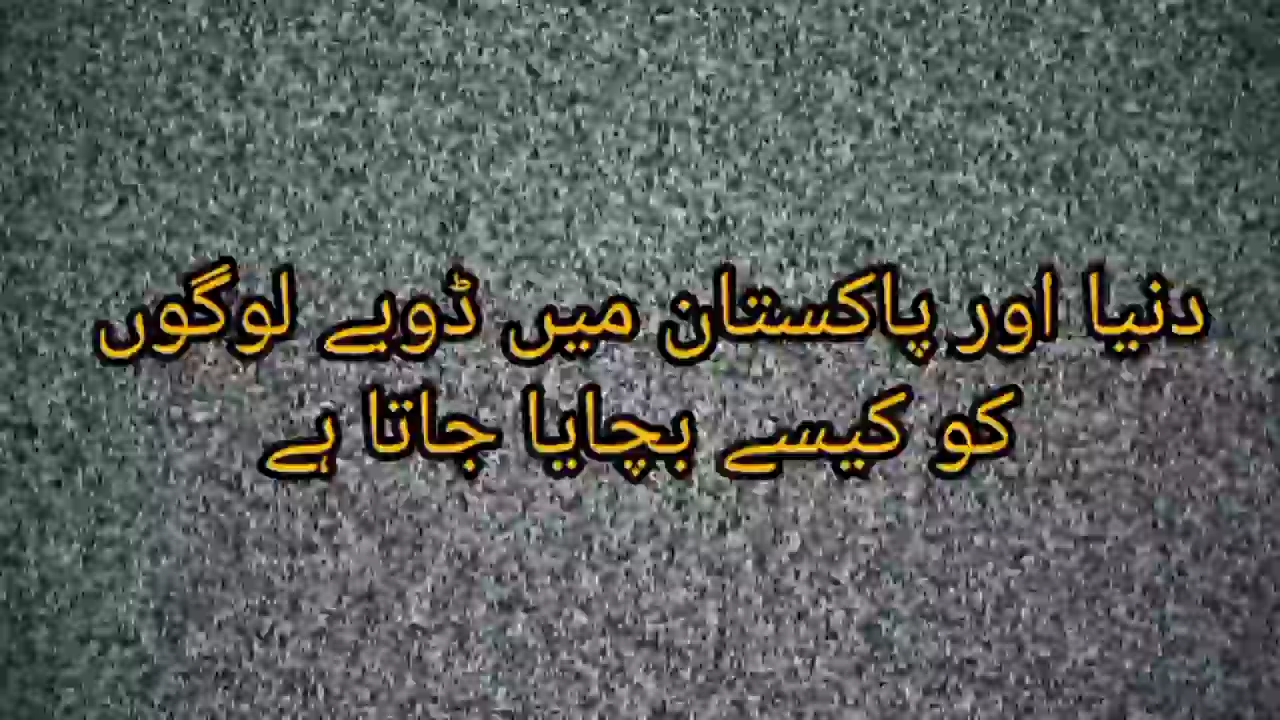 دنیا اور پاکستان میں ڈوبے لوگوں
کو کیسے بچایا جاتا ہے